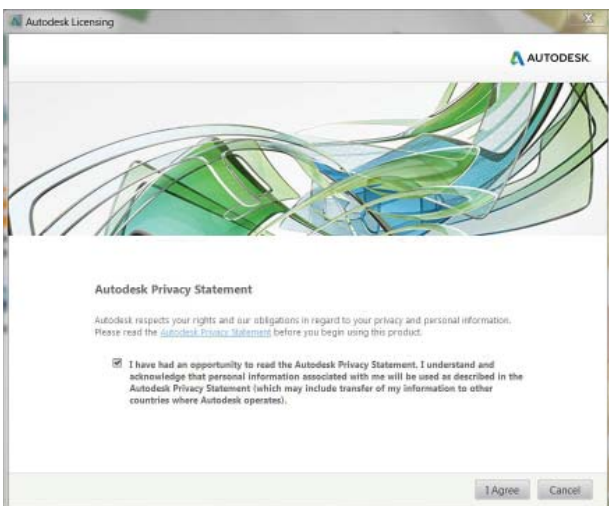 Autodesk Licensing
AUTODESK
Autodesk Privacy Statement
Autodesk respects your rights and our obligations in regard to your privacy and personal information.
Please read the Autodesk Privacy Statement before you begin using this product.
I have had an opportunity to read the Autodesk Privacy Statement. I understand and
acknowledge that personal information associated with me will be used as described in the
Autodesk Privacy Statement (which may include transfer of my information to other
countries where Autodesk operates).
I Agree Cancel